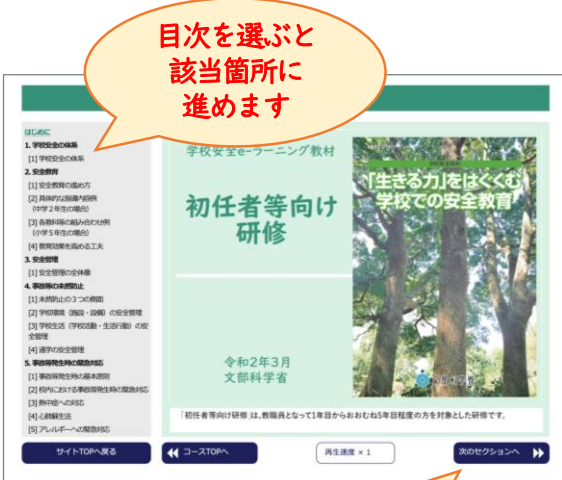 目次を選ぶと
該当箇所に
進めます
はじめに
1. 学校安全の体系
[1] 学校安全の体系
2. 安全教育
[1] 安全教育の進め方
[2] 具体的な指導内容例
（中学２年生の場合）
[3] 各教科等の組み合わせ例
（小学５年生の場合）
[4] 教育効果を高める工夫
3. 安全管理
[1] 安全管理の全体像
4. 事故等の未然防止
[1] 未然防止の３つの側面
[2] 学校環境（施設・設備）の安全管理
[3] 学校生活（学校活動・生活行動）の安
全管理
[4] 通学の安全管理
5. 事故等発生時の緊急対応
[1] 事故等発生時の基本原則
[2] 校内における事故等発生時の緊急対応
[3] 熱中症への対応
[4] 心肺蘇生法
[5] アレルギーへの緊急対応
学校安全e-ラーニング教材
初任者等向け
研修
令和2年3月
文部科学省
「生きる力」をはぐくむ
学校での安全教育
文部科学省
「初任者等向け研修」は、教職員となって1年目からおおむね5年目程度の方を対象とした研修です。
サイトTOPへ戻る
コースTOPへ
再生速度 × 1
次のセクションへ